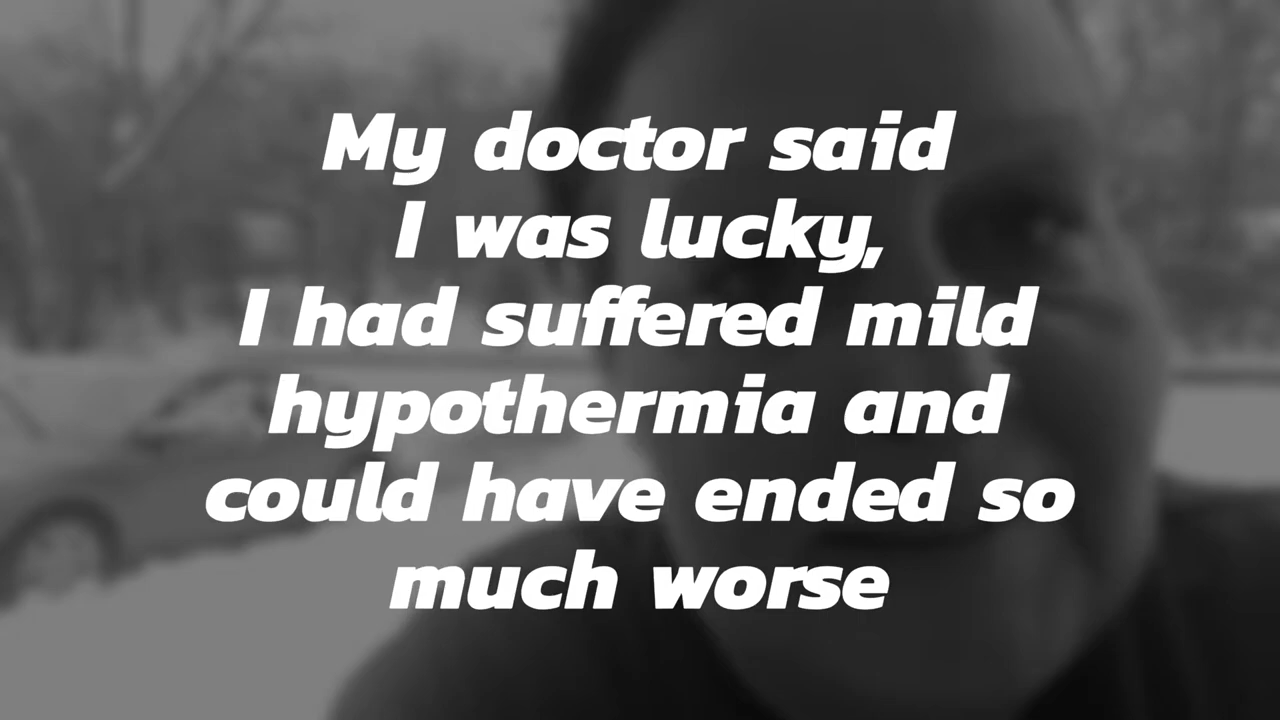 My doctor said
I was lucky,
I had suffered mild
hypothermia and
could have ended so
much worse